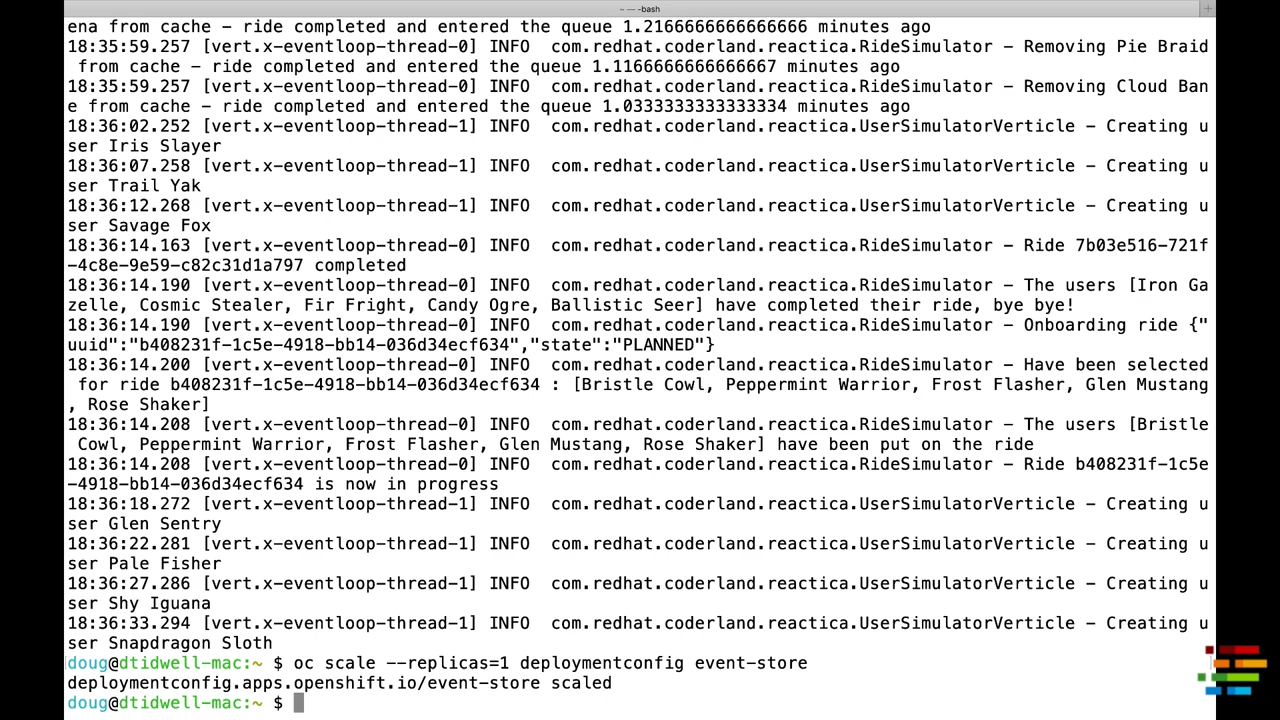 ~ — -bash
ena from cache – ride completed and entered the queue 1.2166666666666666 minutes ago
18:35:59.257 [vert.x-eventloop-thread-0] INFO  com.redhat.coderland.reactica.RideSimulator – Removing Pie Braid
 from cache – ride completed and entered the queue 1.1166666666666667 minutes ago
18:35:59.257 [vert.x-eventloop-thread-0] INFO  com.redhat.coderland.reactica.RideSimulator – Removing Cloud Ban
e from cache – ride completed and entered the queue 1.0333333333333334 minutes ago
18:36:02.252 [vert.x-eventloop-thread-1] INFO  com.redhat.coderland.reactica.UserSimulatorVerticle – Creating u
ser Iris Slayer
18:36:07.258 [vert.x-eventloop-thread-1] INFO  com.redhat.coderland.reactica.UserSimulatorVerticle – Creating u
ser Trail Yak
18:36:12.268 [vert.x-eventloop-thread-1] INFO  com.redhat.coderland.reactica.UserSimulatorVerticle – Creating u
ser Savage Fox
18:36:14.163 [vert.x-eventloop-thread-0] INFO  com.redhat.coderland.reactica.RideSimulator – Ride 7b03e516-721f
-4c8e-9e59-c82c31d1a797 completed
18:36:14.190 [vert.x-eventloop-thread-0] INFO  com.redhat.coderland.reactica.RideSimulator – The users [Iron Ga
zelle, Cosmic Stealer, Fir Fright, Candy Ogre, Ballistic Seer] have completed their ride, bye bye!
18:36:14.190 [vert.x-eventloop-thread-0] INFO  com.redhat.coderland.reactica.RideSimulator – Onboarding ride {"
uuid":"b408231f-1c5e-4918-bb14-036d34ecf634","state":"PLANNED"}
18:36:14.200 [vert.x-eventloop-thread-0] INFO  com.redhat.coderland.reactica.RideSimulator – Have been selected
 for ride b408231f-1c5e-4918-bb14-036d34ecf634 : [Bristle Cowl, Peppermint Warrior, Frost Flasher, Glen Mustang
, Rose Shaker]
18:36:14.208 [vert.x-eventloop-thread-0] INFO  com.redhat.coderland.reactica.RideSimulator – The users [Bristle
 Cowl, Peppermint Warrior, Frost Flasher, Glen Mustang, Rose Shaker] have been put on the ride
18:36:14.208 [vert.x-eventloop-thread-0] INFO  com.redhat.coderland.reactica.RideSimulator – Ride b408231f-1c5e
-4918-bb14-036d34ecf634 is now in progress
18:36:18.272 [vert.x-eventloop-thread-1] INFO  com.redhat.coderland.reactica.UserSimulatorVerticle – Creating u
ser Glen Sentry
18:36:22.281 [vert.x-eventloop-thread-1] INFO  com.redhat.coderland.reactica.UserSimulatorVerticle – Creating u
ser Pale Fisher
18:36:27.286 [vert.x-eventloop-thread-1] INFO  com.redhat.coderland.reactica.UserSimulatorVerticle – Creating u
ser Shy Iguana
18:36:33.294 [vert.x-eventloop-thread-1] INFO  com.redhat.coderland.reactica.UserSimulatorVerticle – Creating u
ser Snapdragon Sloth
doug@dtidwell-mac:~ $ oc scale --replicas=1 deploymentconfig event-store
deploymentconfig.apps.openshift.io/event-store scaled
doug@dtidwell-mac:~ $